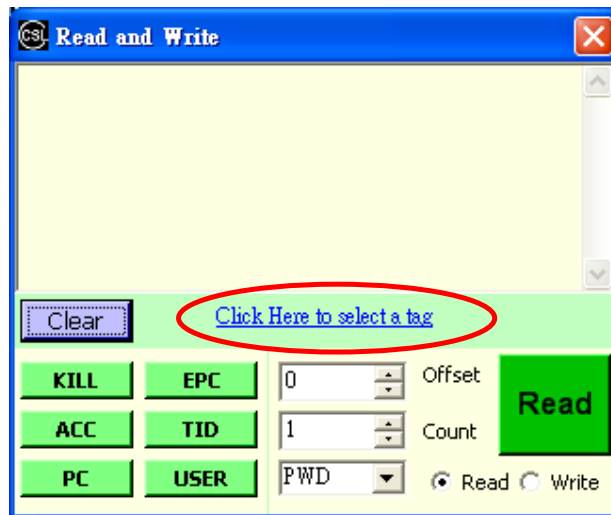 CSL Read and Write
Clear Click Here to select a tag
KILL EPC 0 Offset Read
ACC TID 1 Count
PC USER PWD Read Write